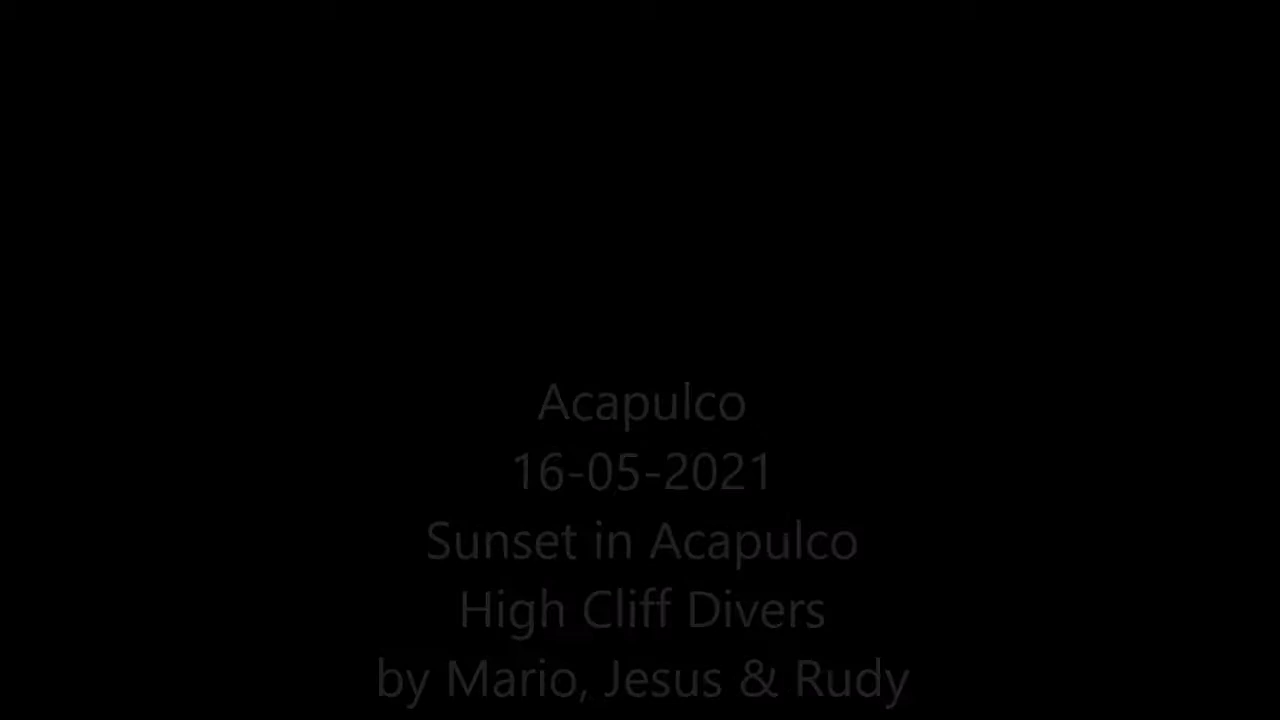 Acapulco
16-05-2021
Sunset in Acapulco
High Cliff Divers
by Mario, Jesus & Rudy